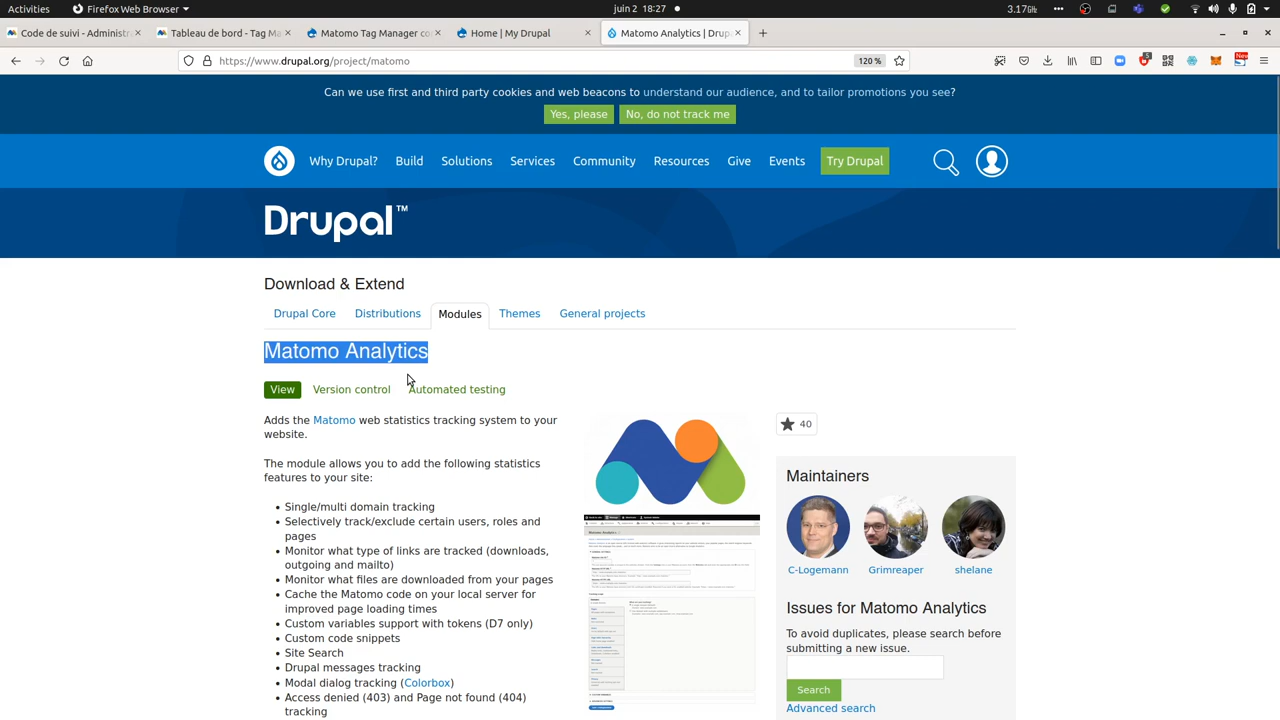 Activities
Firefox Web Browser
juin 2 18:27
3.17
Code de suivi - Administra
Tableau de bord - Tag Ma
Matomo Tag Manager co
Home | My Drupal
Matomo Analytics | Drup
https://www.drupal.org/project/matomo
120 %
5
New
Can we use first and third party cookies and web beacons to understand our audience, and to tailor promotions you see?
Yes, please
No, do not track me
Why Drupal?
Build
Solutions
Services
Community
Resources
Give
Events
Try Drupal
Drupal™
Download & Extend
Drupal Core
Distributions
Modules
Themes
General projects
Matomo Analytics
View
Version control
Automated testing
Adds the Matomo web statistics tracking system to your
website.
The module allows you to add the following statistics
features to your site:
• Single/multi domain tracking
• Selectively track/exclude certain users, roles and
pages
• Monitor what type of links are tracked (downloads,
outgoing and mailto)
• Monitor what files are downloaded from your pages
• Cache the Matomo code on your local server for
improved page loading times
• Custom variables support with tokens (D7 only)
• Custom code snippets
• Site Search
• Drupal messages tracking
• Modal dialog tracking (Colorbox)
• Access denied (403) and Page not found (404)
tracking
40
Maintainers
C-Logemann
Grimreaper
shelane
Issues for Matomo Analytics
To avoid duplicates, please search before
submitting a new issue.
Search
Advanced search